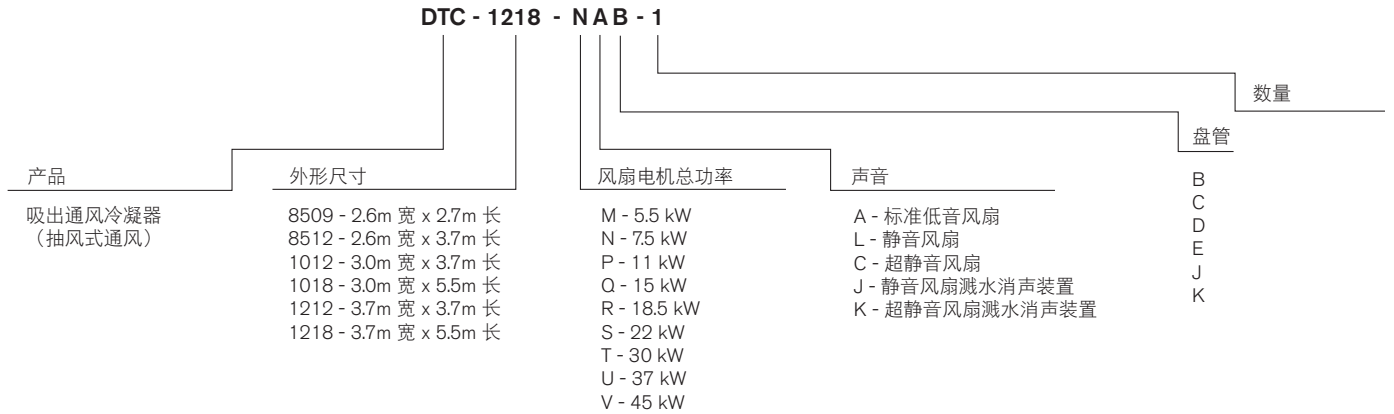 DTC - 1218 - NAB - 1
数量
盘管
B
C
D
E
J
K
产品
吸出通风冷凝器
（抽风式通风）
外形尺寸
8509 - 2.6m 宽 x 2.7m 长
8512 - 2.6m 宽 x 3.7m 长
1012 - 3.0m 宽 x 3.7m 长
1018 - 3.0m 宽 x 5.5m 长
1212 - 3.7m 宽 x 3.7m 长
1218 - 3.7m 宽 x 5.5m 长
风扇电机总功率
M - 5.5 kW
N - 7.5 kW
P - 11 kW
Q - 15 kW
R - 18.5 kW
S - 22 kW
T - 30 kW
U - 37 kW
V - 45 kW
声音
A - 标准低音风扇
L - 静音风扇
C - 超静音风扇
J - 静音风扇溅水消声装置
K - 超静音风扇溅水消声装置